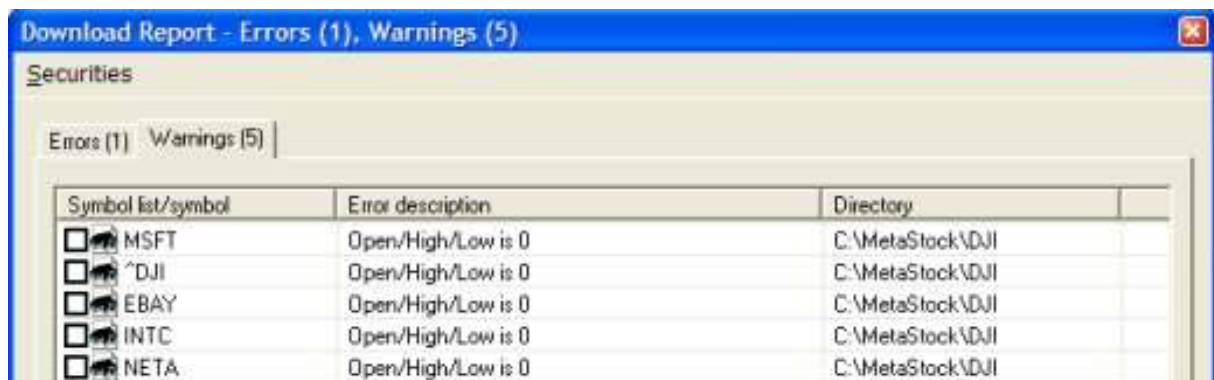 Download Report - Errors (1), Warnings (5)
Securities
Errors (1) Warnings (5)
Symbol list/symbol Error description Directory
MSFT Open/High/Low is 0 C:\MetaStock\DJI
^DJI Open/High/Low is 0 C:\MetaStock\DJI
EBAY Open/High/Low is 0 C:\MetaStock\DJI
INTC Open/High/Low is 0 C:\MetaStock\DJI
NETA Open/High/Low is 0 C:\MetaStock\DJI